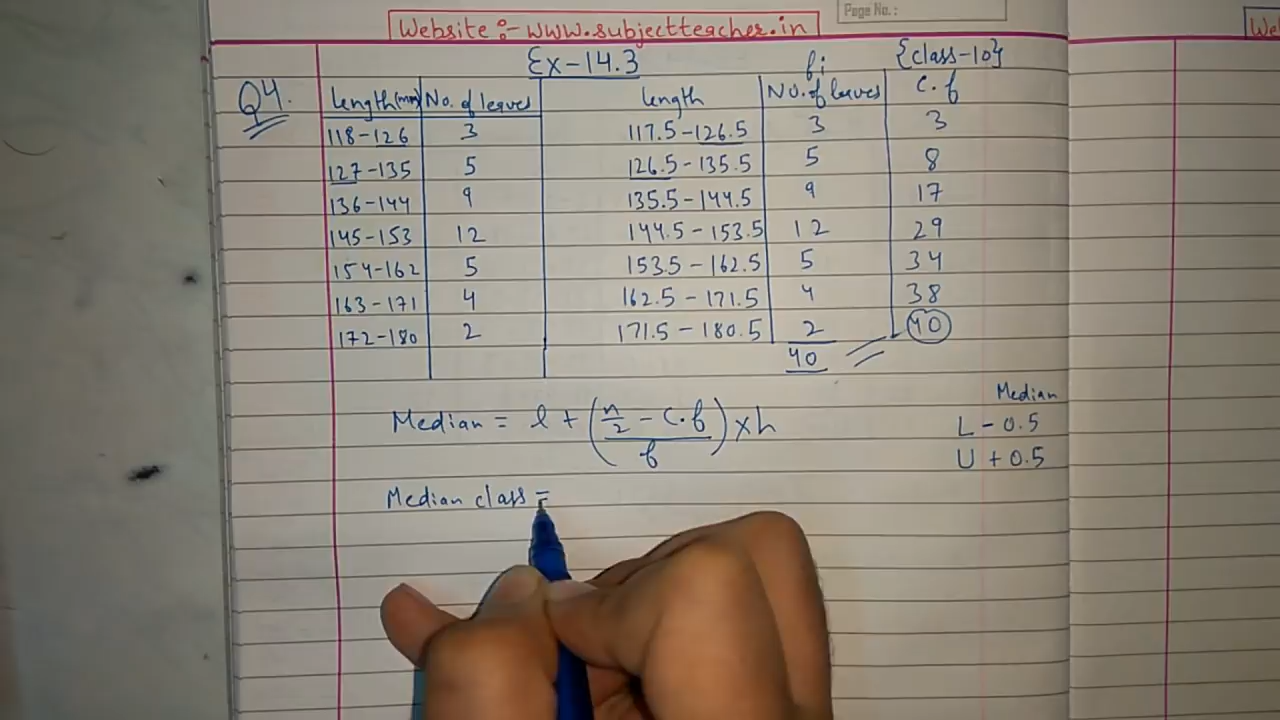 Page No.:
Website :- www.subjectteacher.in
We
Ex-14.3 {class-10}
Q4.
length(mm) No. of leaves
118-126 3
127-135 5
136-144 9
145-153 12
154-162 5
163-171 4
172-180 2
fi
length No. of leaves C.f
117.5-126.5 3 3
126.5-135.5 5 8
135.5-144.5 9 17
144.5-153.5 12 29
153.5-162.5 5 34
162.5-171.5 4 38
171.5-180.5 2 40
40
Median = l + (n/2 - C.f / f) × h
Median
L - 0.5
U + 0.5
Median class =